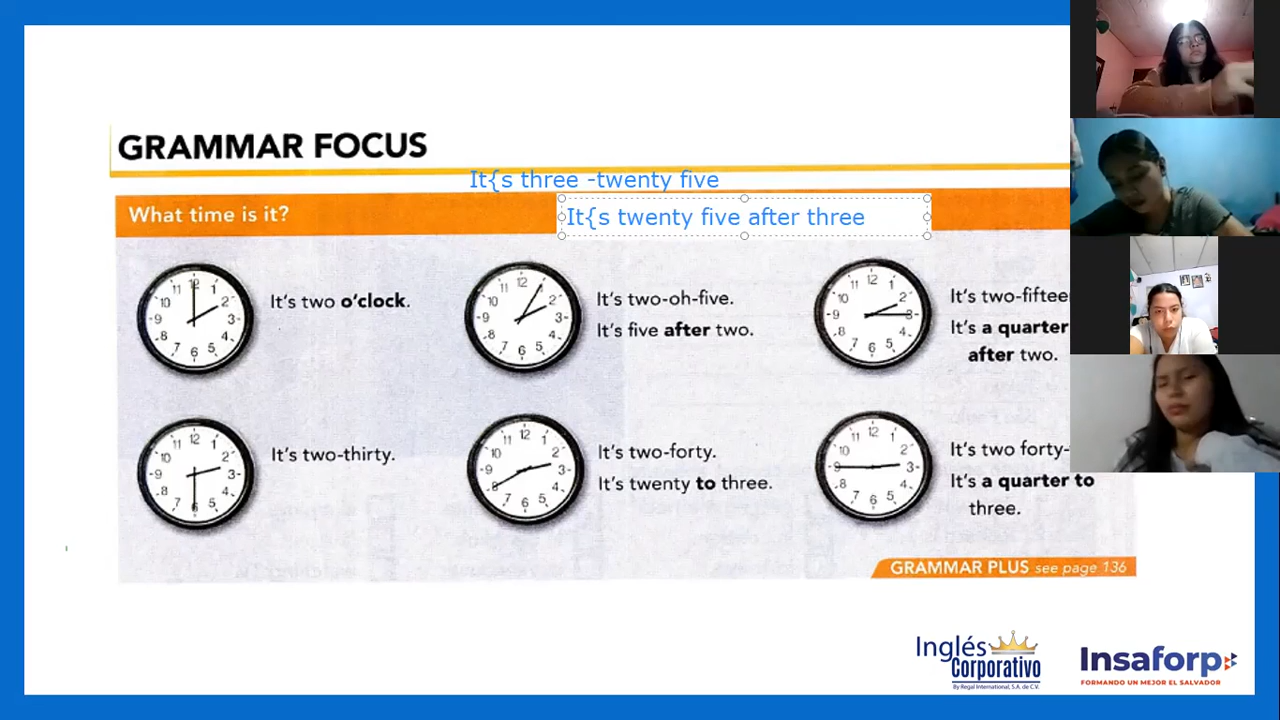 GRAMMAR FOCUS
It{s three -twenty five
What time is it?
It{s twenty five after three
It's two o'clock.
It's two-oh-five.
It's five after two.
It's two-fifteen
It's a quarter
after two.
It's two-thirty.
It's two-forty.
It's twenty to three.
It's two forty-
It's a quarter to
three.
GRAMMAR PLUS see page 136
Inglés
Corporativo
By Regal International, S.A. de C.V.
Insaforp
FORMANDO UN MEJOR EL SALVADOR